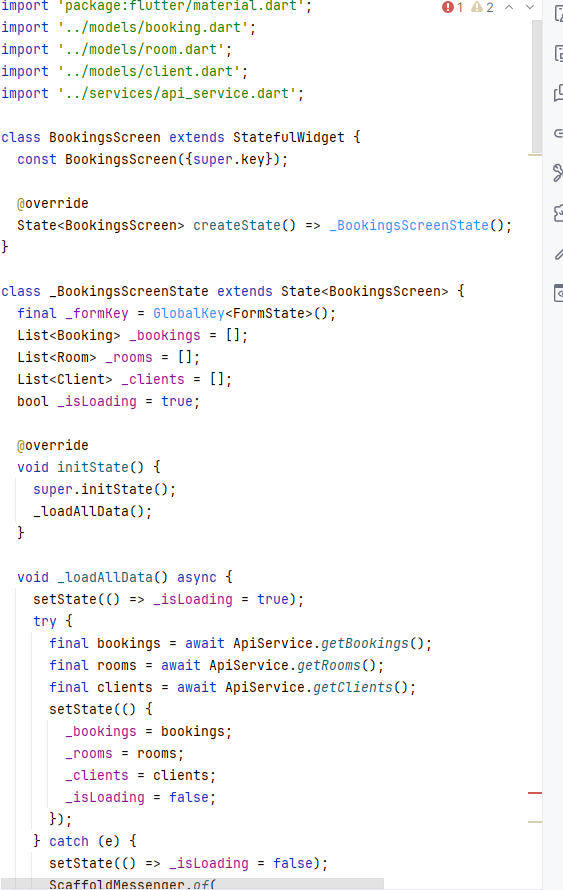 import 'package:flutter/material.dart';
1 2
import '../models/booking.dart';
import '../models/room.dart';
import '../models/client.dart';
import '../services/api_service.dart';

class BookingsScreen extends StatefulWidget {
  const BookingsScreen({super.key});

  @override
  State<BookingsScreen> createState() => _BookingsScreenState();
}

class _BookingsScreenState extends State<BookingsScreen> {
  final _formKey = GlobalKey<FormState>();
  List<Booking> _bookings = [];
  List<Room> _rooms = [];
  List<Client> _clients = [];
  bool _isLoading = true;

  @override
  void initState() {
    super.initState();
    _loadAllData();
  }

  void _loadAllData() async {
    setState(() => _isLoading = true);
    try {
      final bookings = await ApiService.getBookings();
      final rooms = await ApiService.getRooms();
      final clients = await ApiService.getClients();
      setState(() {
        _bookings = bookings;
        _rooms = rooms;
        _clients = clients;
        _isLoading = false;
      });
    } catch (e) {
      setState(() => _isLoading = false);
      ScaffoldMessenger.of(